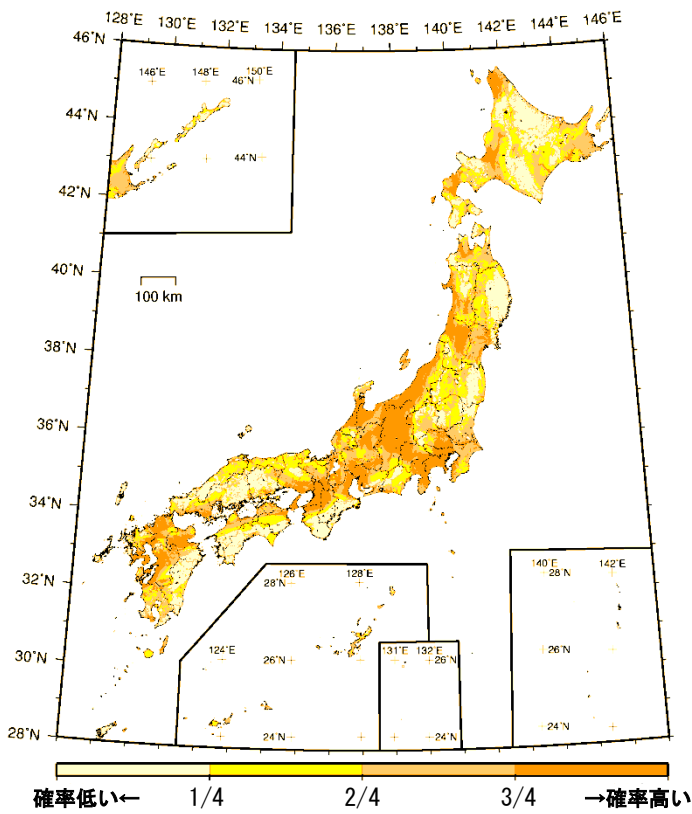 128˚E 130˚E 132˚E 134˚E 136˚E 138˚E 140˚E 142˚E 144˚E 146˚E
46˚N
146˚E 148˚E 150˚E
46˚N
44˚N
44˚N
42˚N
40˚N
100 km
38˚N
36˚N
34˚N
32˚N
126˚E 128˚E
28˚N
140˚E 142˚E
28˚N
30˚N
124˚E
26˚N
131˚E 132˚E
26˚N
26˚N
28˚N
24˚N
24˚N
24˚N
確率低い← 1/4 2/4 3/4 →確率高い